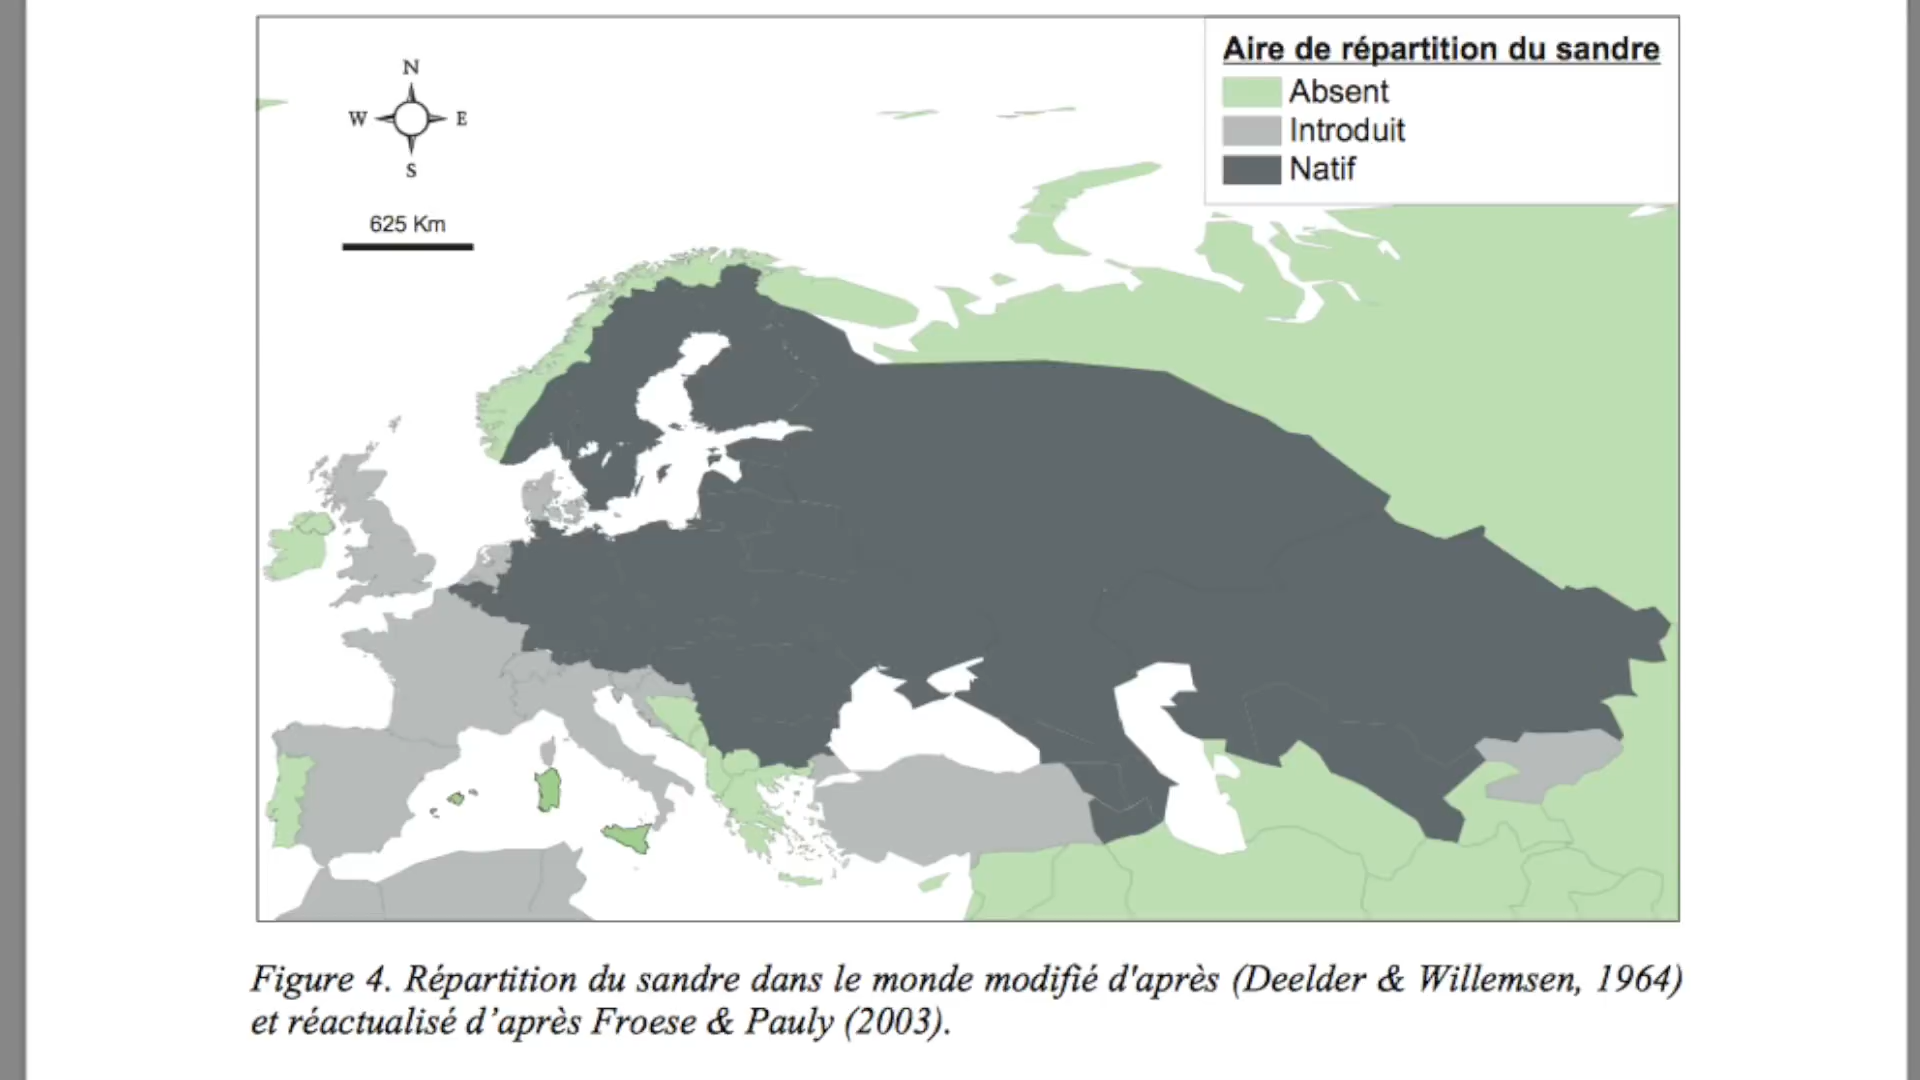 Aire de répartition du sandre
Absent
Introduit
Natif
N
W E
S
625 Km
Figure 4. Répartition du sandre dans le monde modifié d'après (Deelder & Willemsen, 1964)
et réactualisé d’après Froese & Pauly (2003).